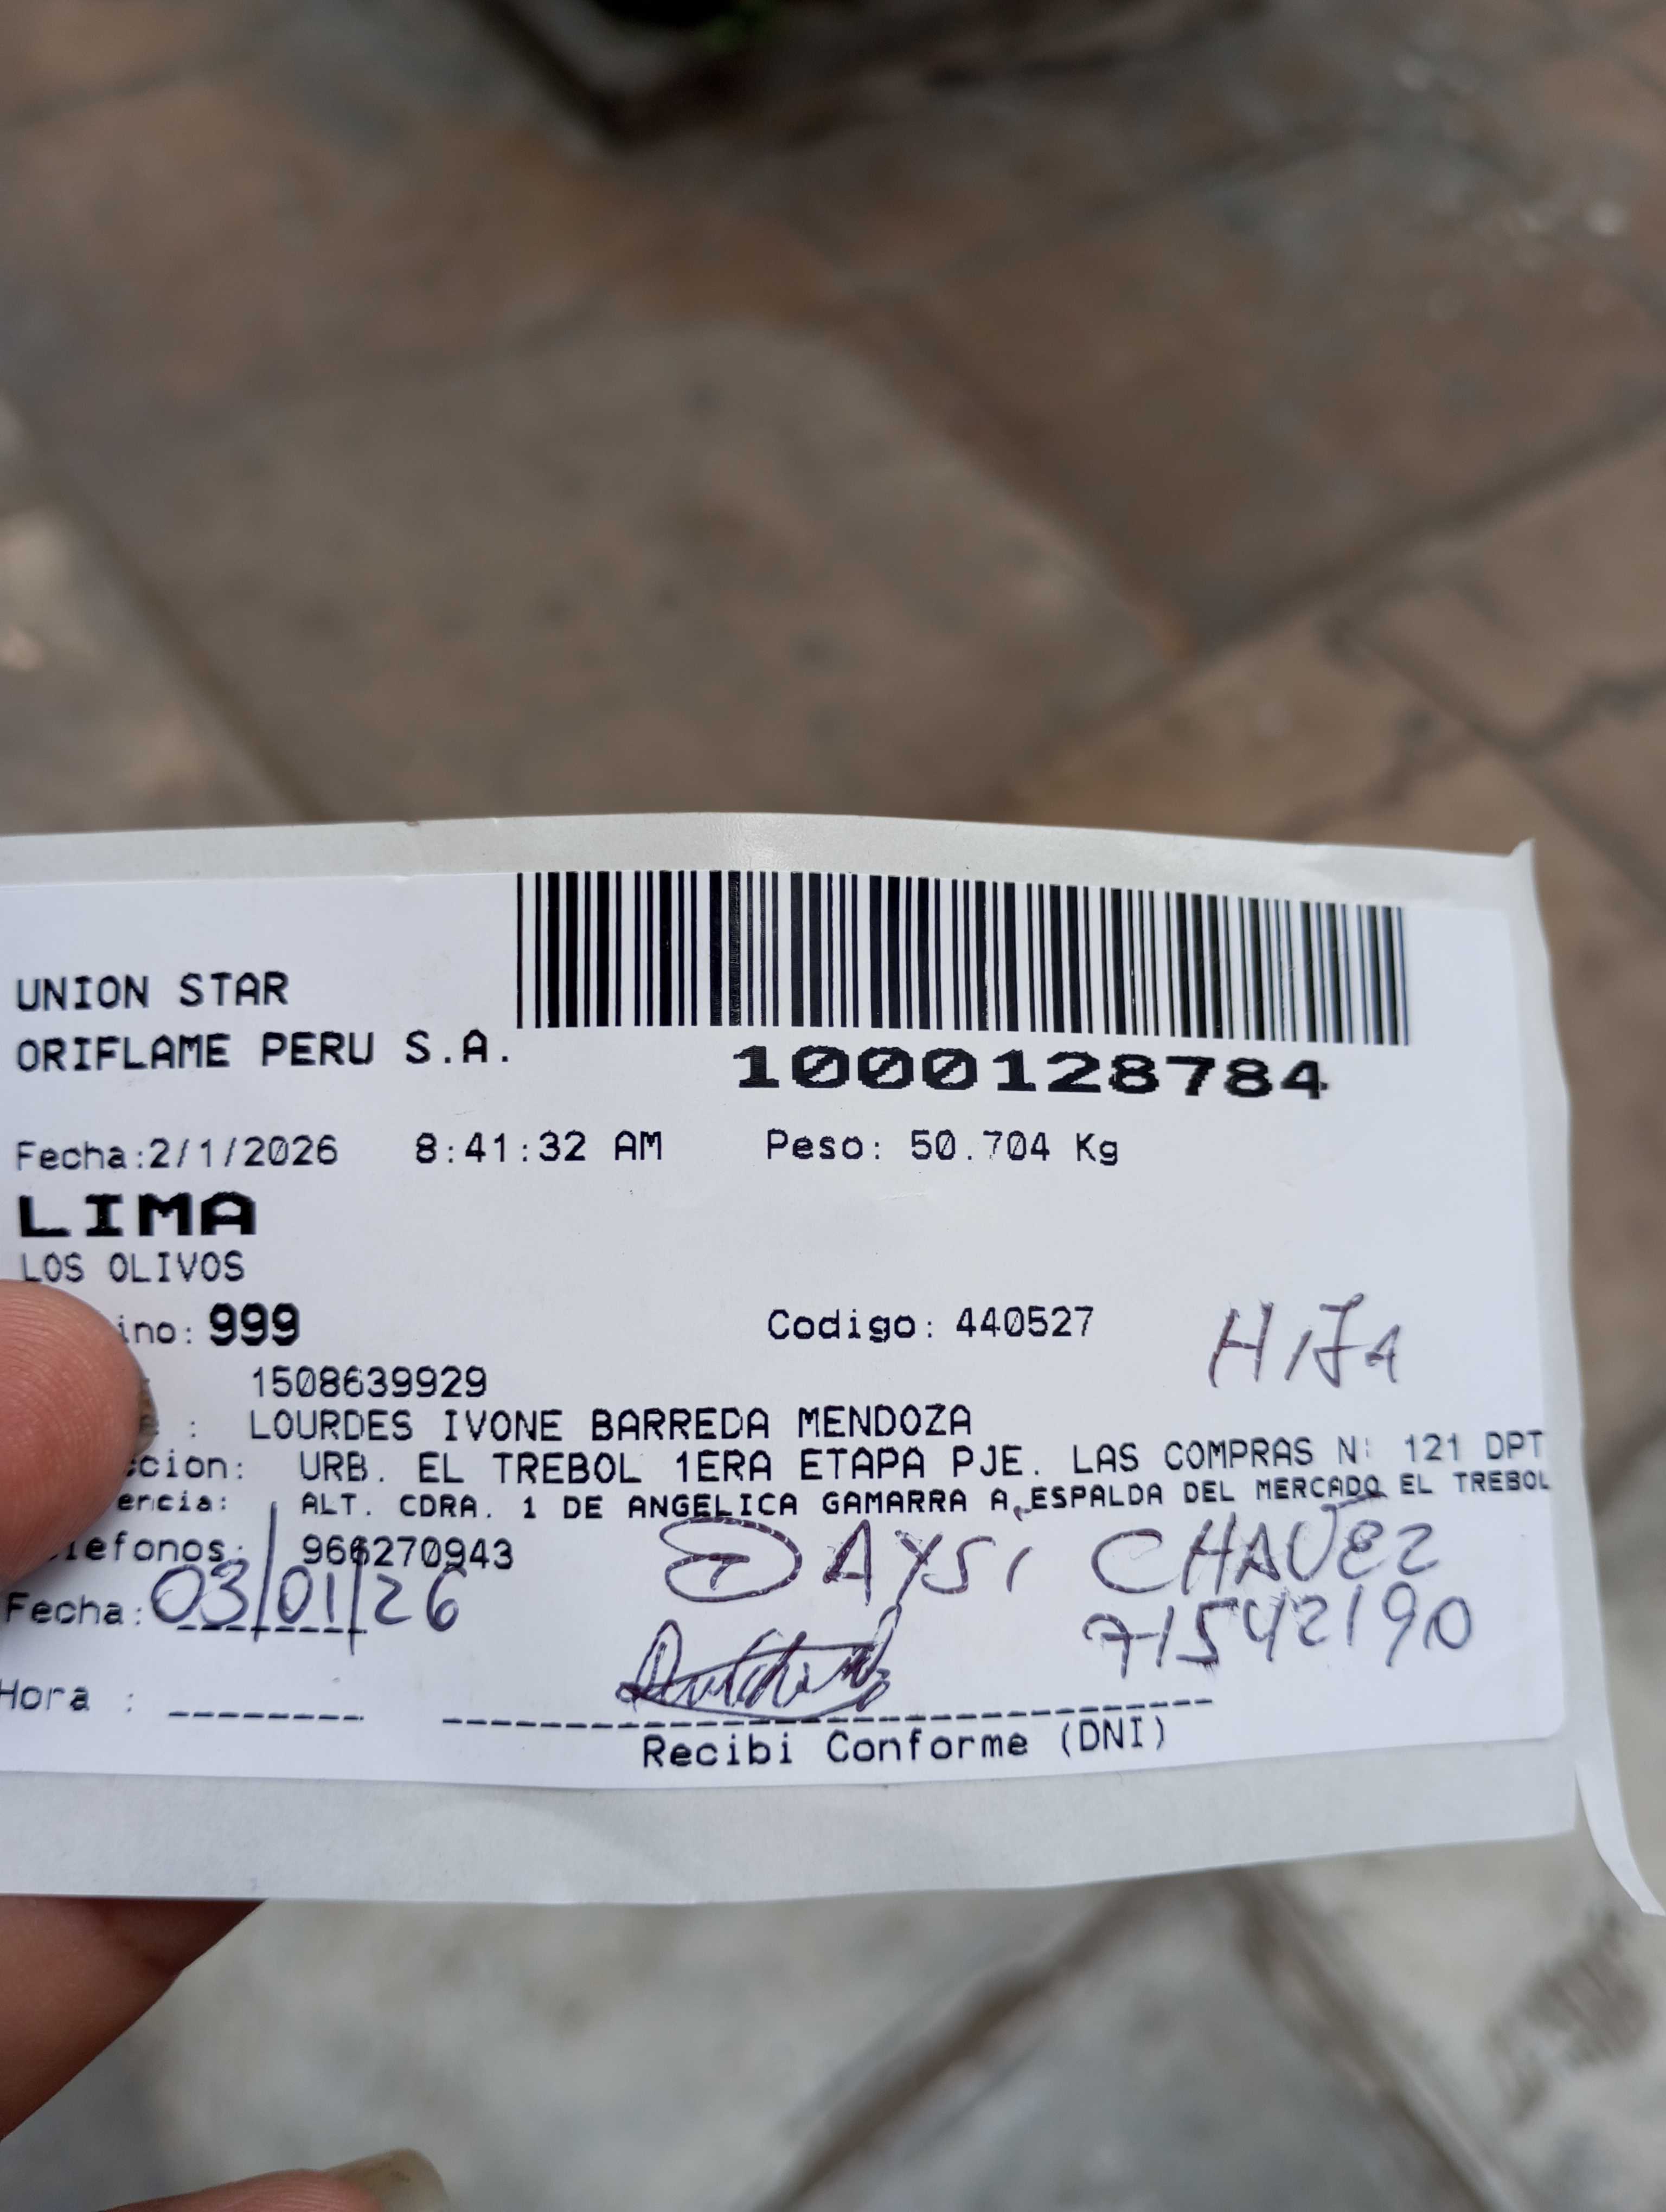 UNION STAR
ORIFLAME PERU S.A.
1000128784
Fecha:2/1/2026 8:41:32 AM Peso: 50.704 Kg
LIMA
LOS OLIVOS
ino: 999 Codigo: 440527
HIJA
1508639929
: LOURDES IVONE BARREDA MENDOZA
ccion: URB. EL TREBOL 1ERA ETAPA PJE. LAS COMPRAS N: 121 DPT
encia: ALT. CDRA. 1 DE ANGELICA GAMARRA A ESPALDA DEL MERCADO EL TREBOL
lefonos: 966270943
DAYSI CHAVEZ
Fecha: 03/01/26
71542190
Hora :
Recibi Conforme (DNI)